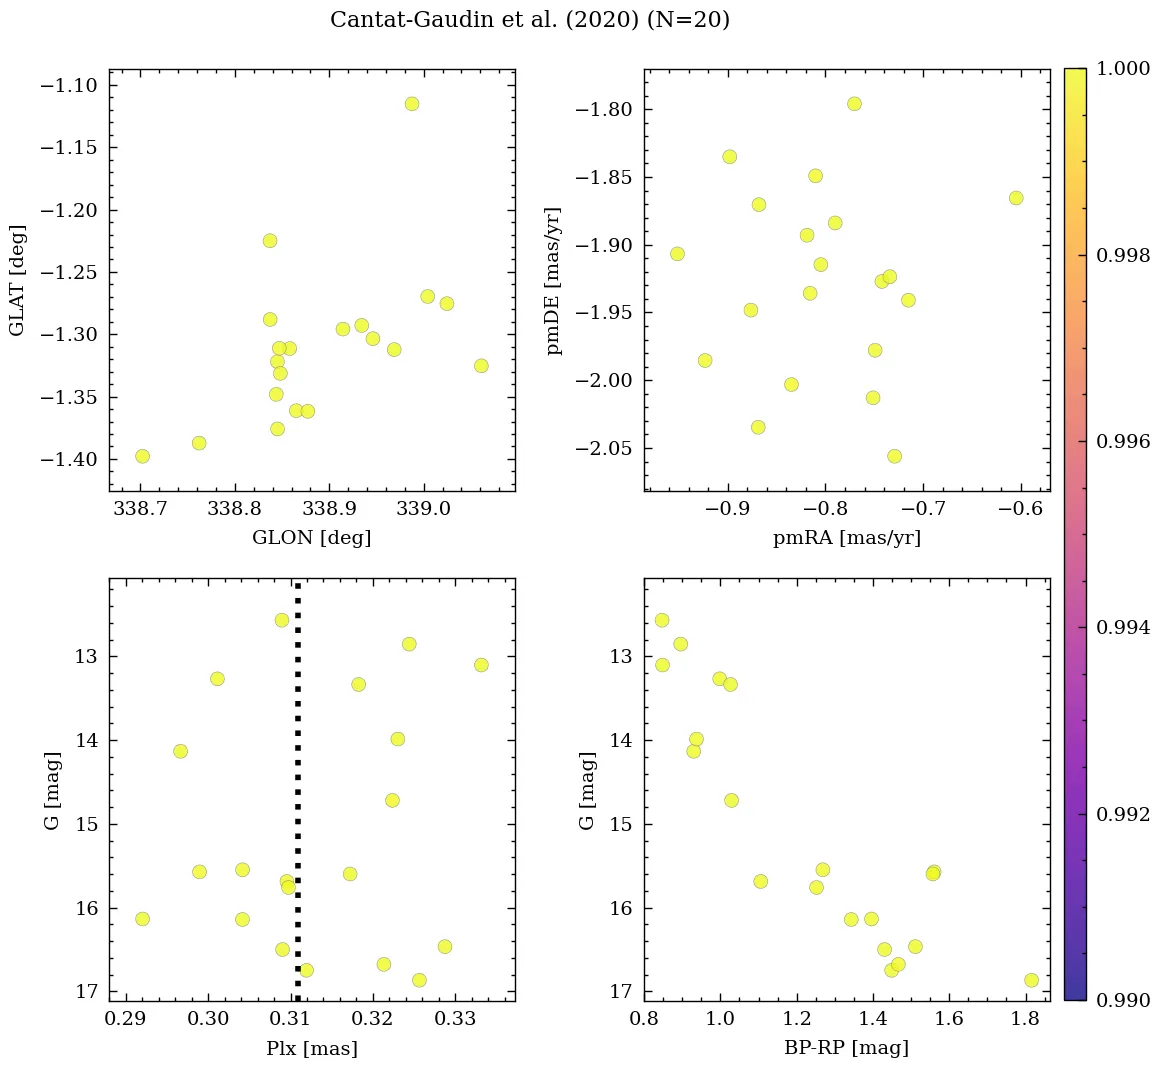 Cantat-Gaudin et al. (2020) (N=20)
−1.10
−1.15
−1.20
−1.25
−1.30
−1.35
−1.40
GLAT [deg]
338.7 338.8 338.9 339.0
GLON [deg]
−1.80
−1.85
−1.90
−1.95
−2.00
−2.05
pmDE [mas/yr]
−0.9 −0.8 −0.7 −0.6
pmRA [mas/yr]
13
14
15
16
17
G [mag]
0.29 0.30 0.31 0.32 0.33
Plx [mas]
13
14
15
16
17
G [mag]
0.8 1.0 1.2 1.4 1.6 1.8
BP-RP [mag]
1.000
0.998
0.996
0.994
0.992
0.990